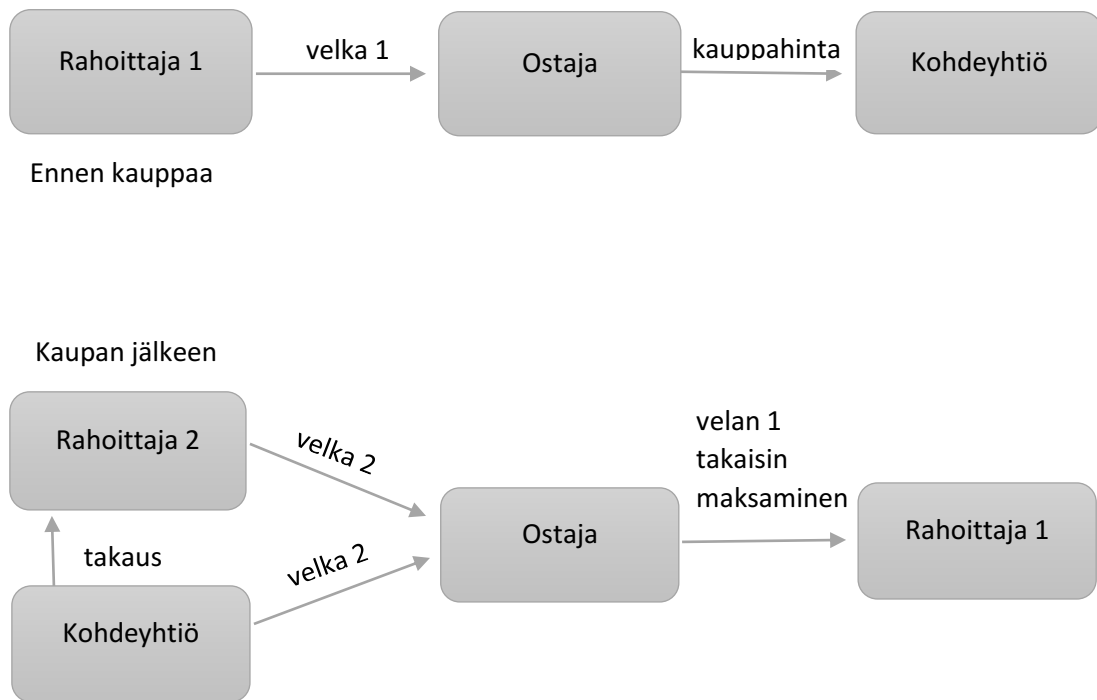 Rahoittaja 1
velka 1
Ostaja
kauppahinta
Kohdeyhtiö
Ennen kauppaa
Kaupan jälkeen
Rahoittaja 2
velka 2
velan 1
takaisin
maksaminen
Ostaja
Rahoittaja 1
takaus
velka 2
Kohdeyhtiö